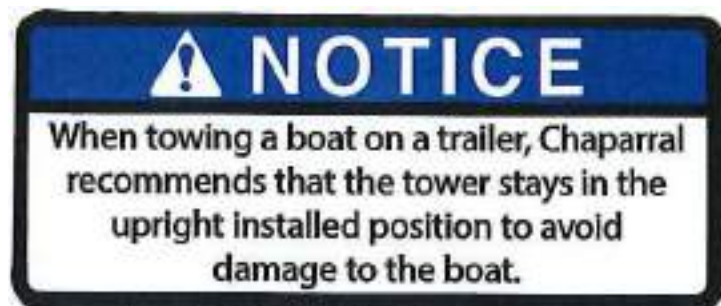 NOTICE
When towing a boat on a trailer, Chaparral
recommends that the tower stays in the
upright installed position to avoid
damage to the boat.